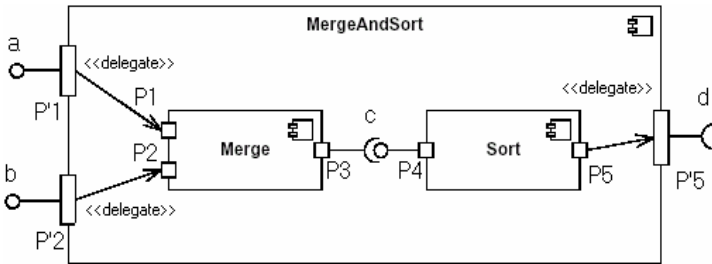 MergeAndSort
a
<<delegate>>
<<delegate>>
P'1
P1
c
d
P2
Merge
Sort
P3
P4
P5
b
P'5
<<delegate>>
P'2